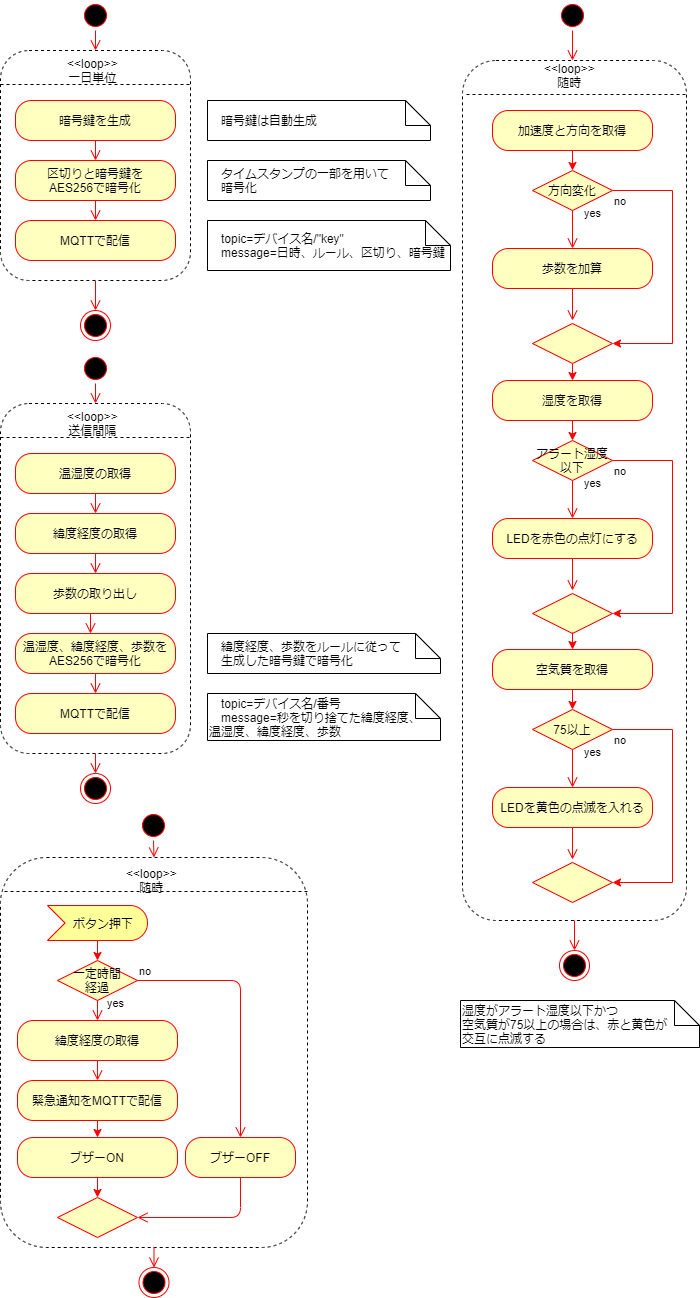 <<loop>>
一日単位
暗号鍵を生成
暗号鍵は自動生成
区切りと暗号鍵を
AES256で暗号化
タイムスタンプの一部を用いて
暗号化
MQTTで配信
topic=デバイス名/"key"
message=日時、ルール、区切り、暗号鍵
<<loop>>
送信間隔
温湿度の取得
緯度経度の取得
歩数の取り出し
温湿度、緯度経度、歩数を
AES256で暗号化
緯度経度、歩数をルールに従って
生成した暗号鍵で暗号化
MQTTで配信
topic=デバイス名/番号
message=秒を切り捨てた緯度経度、
温湿度、緯度経度、歩数
<<loop>>
随時
ボタン押下
一定時間
経過
no
yes
緯度経度の取得
緊急通知をMQTTで配信
ブザーON
ブザーOFF
<<loop>>
随時
加速度と方向を取得
方向変化
no
yes
歩数を加算
湿度を取得
アラート湿度
以下
no
yes
LEDを赤色の点灯にする
空気質を取得
75以上
no
yes
LEDを黄色の点滅を入れる
湿度がアラート湿度以下かつ
空気質が75以上の場合は、赤と黄色が
交互に点滅する